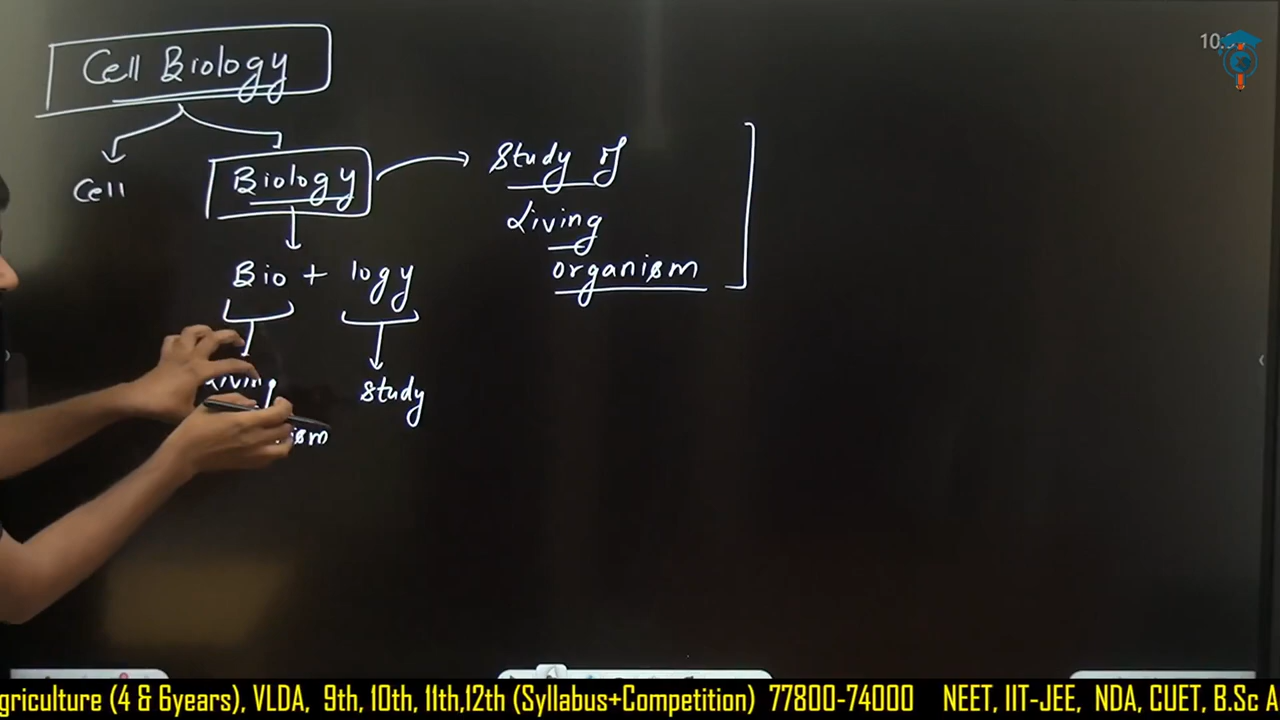 Cell Biology
Cell
Biology
Study of
Living
organism
Bio + logy
study
griculture (4 & 6years), VLDA, 9th, 10th, 11th,12th (Syllabus+Competition) 77800-74000 NEET, IIT-JEE, NDA, CUET, B.Sc A